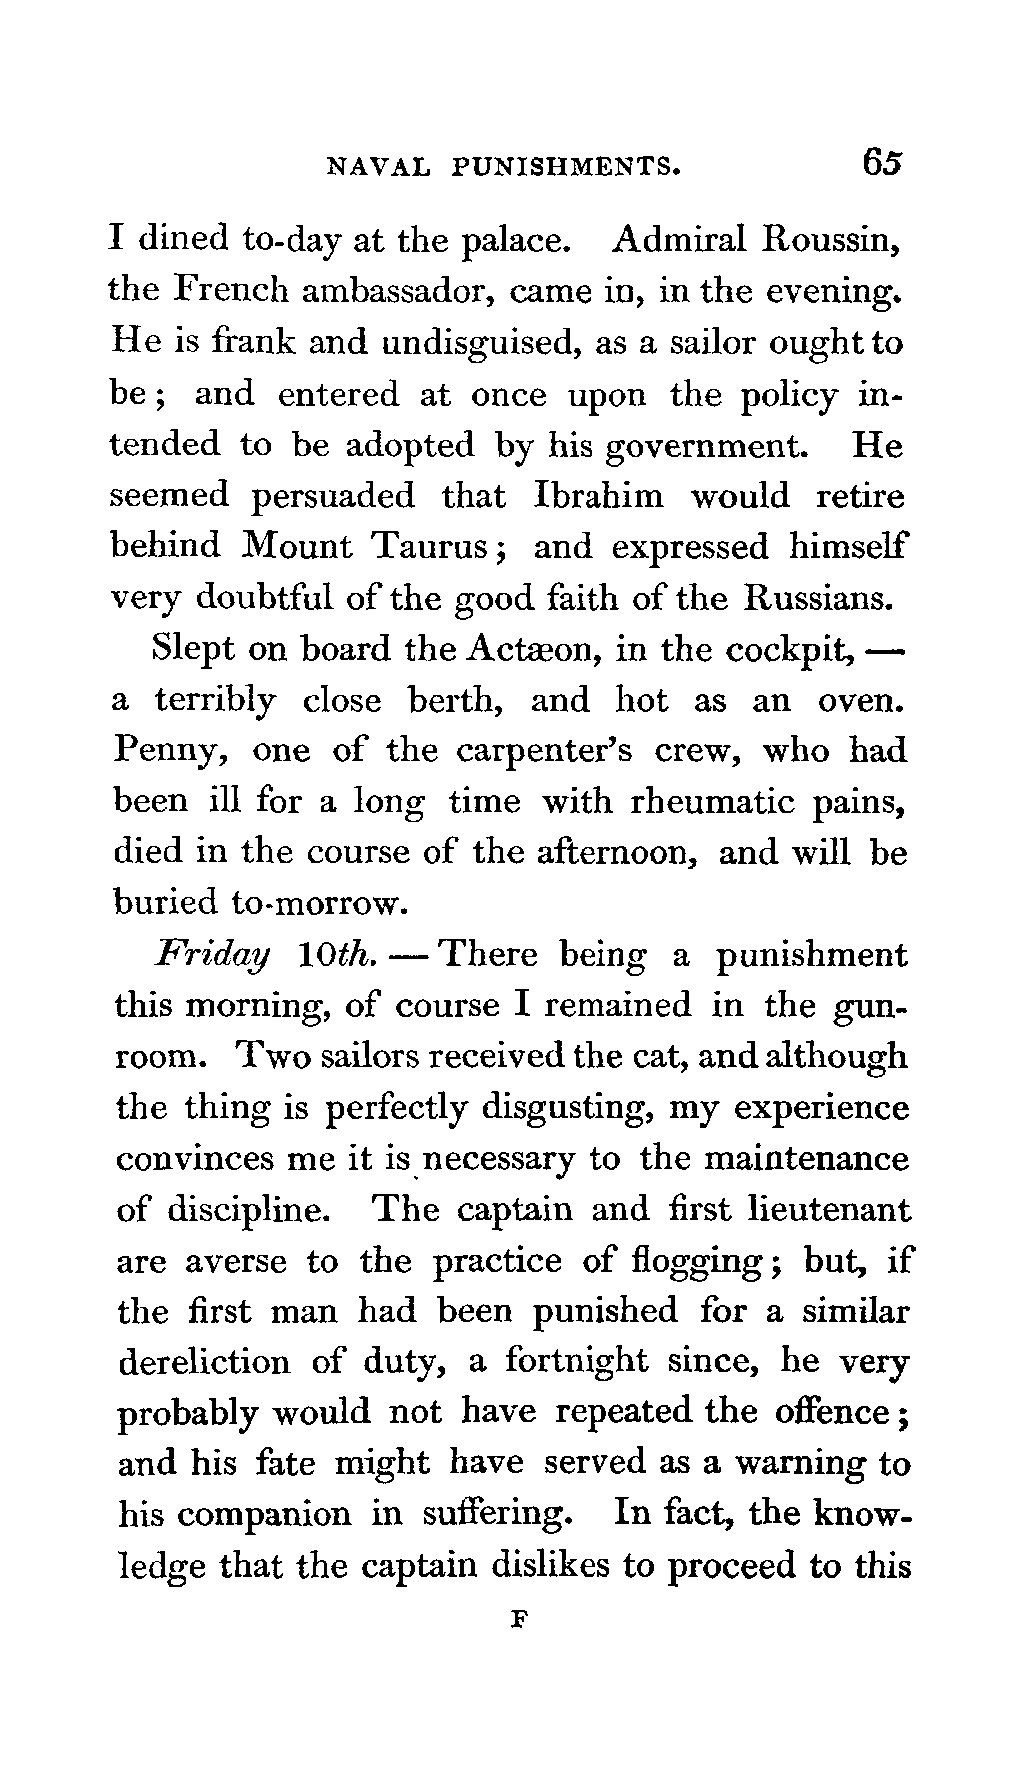 NAVAL PUNISHMENTS. 65
I dined to-day at the palace. Admiral Roussin,
the French ambassador, came in, in the evening.
He is frank and undisguised, as a sailor ought to
be; and entered at once upon the policy in-
tended to be adopted by his government. He
seemed persuaded that Ibrahim would retire
behind Mount Taurus; and expressed himself
very doubtful of the good faith of the Russians.
Slept on board the Actæon, in the cockpit, —
a terribly close berth, and hot as an oven.
Penny, one of the carpenter's crew, who had
been ill for a long time with rheumatic pains,
died in the course of the afternoon, and will be
buried to-morrow.
Friday 10th. — There being a punishment
this morning, of course I remained in the gun-
room. Two sailors received the cat, and although
the thing is perfectly disgusting, my experience
convinces me it is necessary to the maintenance
of discipline. The captain and first lieutenant
are averse to the practice of flogging; but, if
the first man had been punished for a similar
dereliction of duty, a fortnight since, he very
probably would not have repeated the offence;
and his fate might have served as a warning to
his companion in suffering. In fact, the know-
ledge that the captain dislikes to proceed to this
F